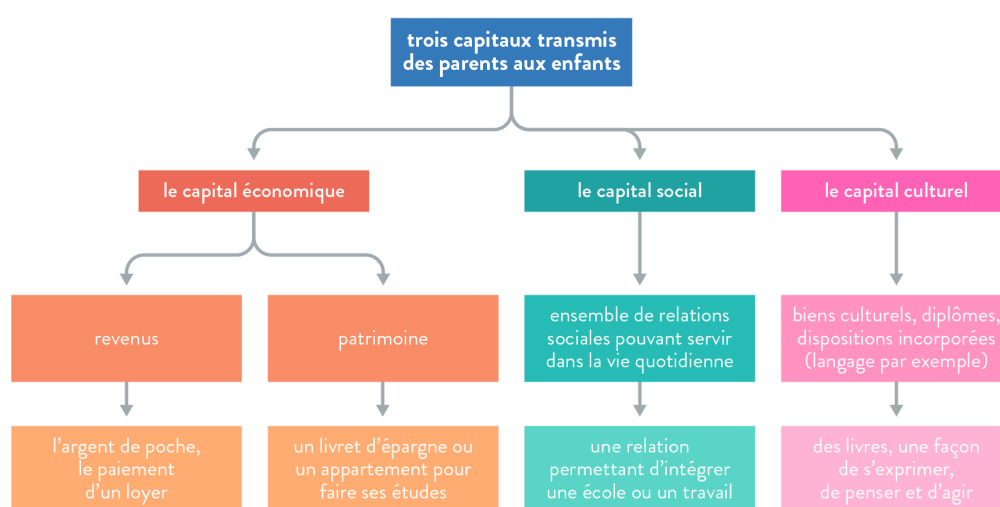 trois capitaux transmis
des parents aux enfants
le capital économique
le capital social
le capital culturel
revenus
patrimoine
ensemble de relations
sociales pouvant servir
dans la vie quotidienne
biens culturels, diplômes,
dispositions incorporées
(langage par exemple)
l'argent de poche,
le paiement
d'un loyer
un livret d'épargne ou
un appartement pour
faire ses études
une relation
permettant d'intégrer
une école ou un travail
des livres, une façon
de s'exprimer,
de penser et d'agir